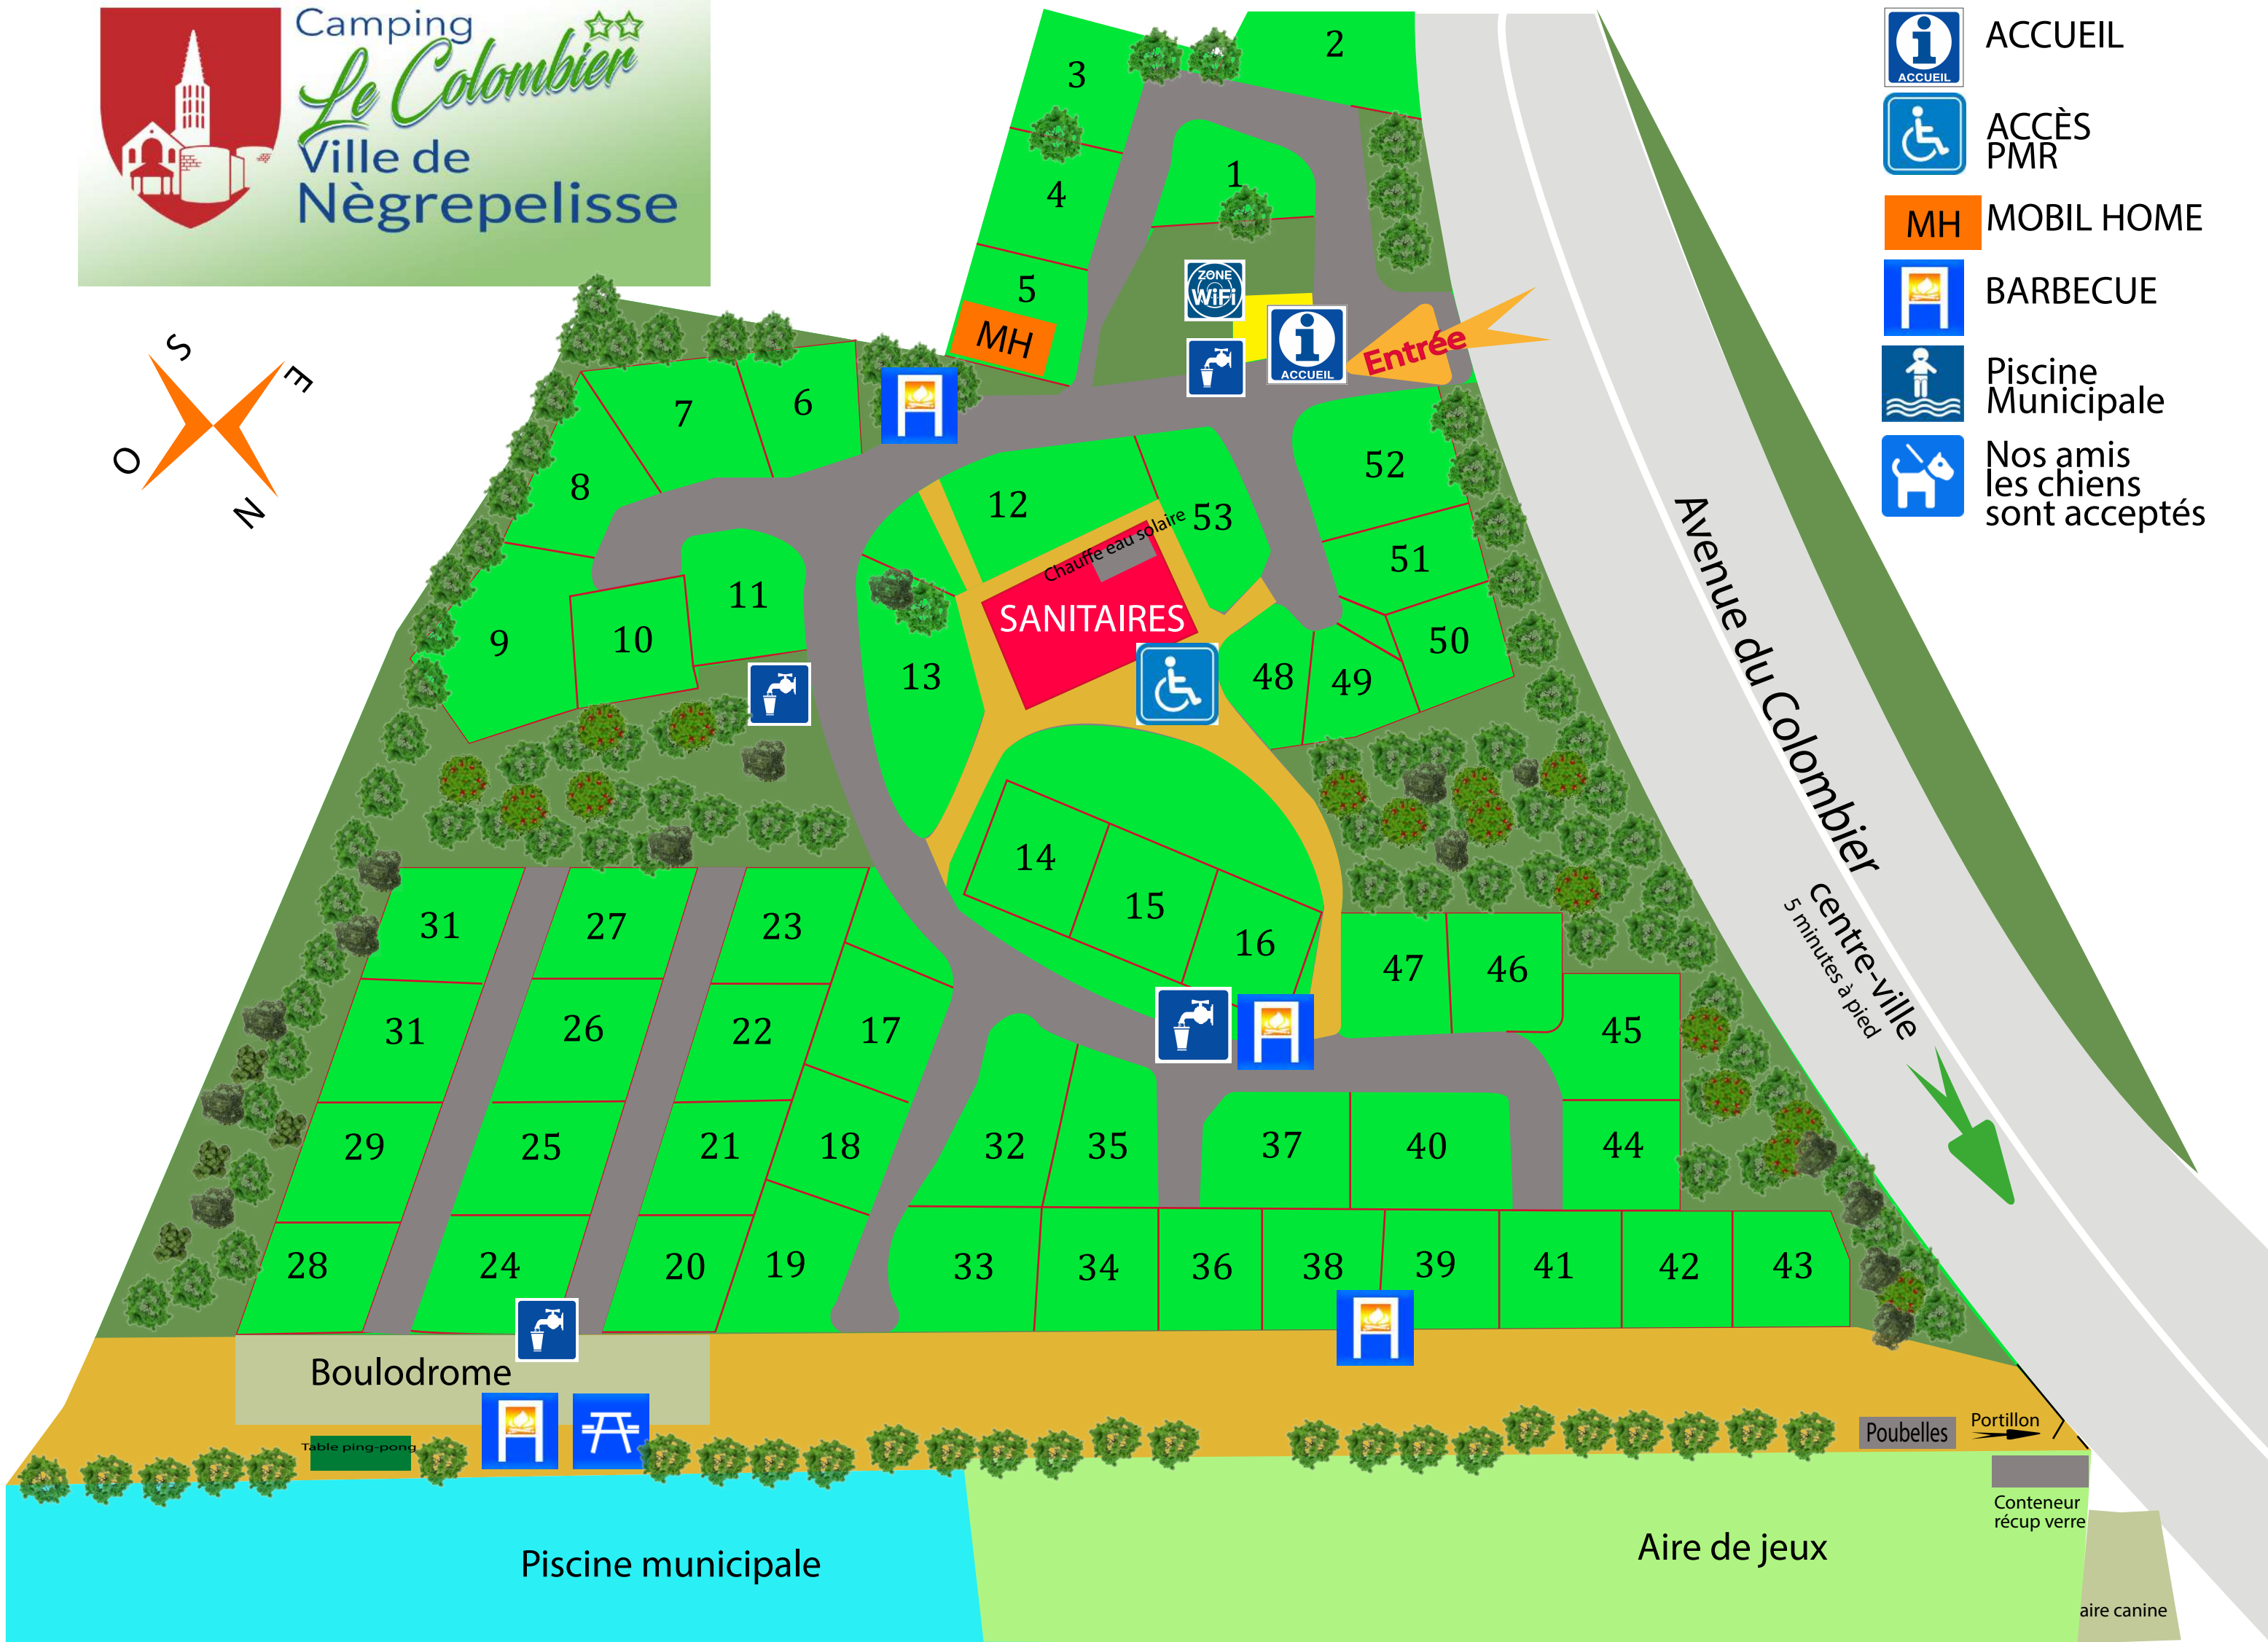 Camping
Le Colombier
Ville de
Nègrepelisse
S
E
O
N
ACCUEIL
ACCUEIL
ACCÈS
PMR
MH
MOBIL HOME
BARBECUE
Piscine
Municipale
Nos amis
les chiens
sont acceptés
2
3
1
4
5
MH
ZONE
WiFi
ACCUEIL
Entrée
6
7
8
9
10
11
12
13
53
52
51
50
49
48
Chauffe eau solaire
SANITAIRES
Avenue du Colombier
centre-ville
5 minutes à pied
14
15
16
31
27
23
47
46
45
31
26
22
17
29
25
21
18
32
35
37
40
44
28
24
20
19
33
34
36
38
39
41
42
43
Boulodrome
Table ping-pong
Poubelles
Portillon
Conteneur
récup verre
Piscine municipale
Aire de jeux
aire canine